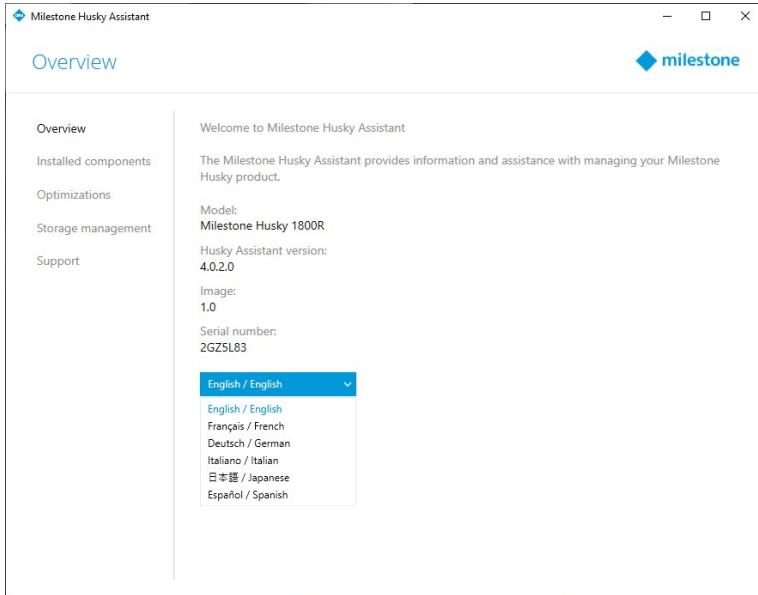 Milestone Husky Assistant
Overview
milestone
Overview
Installed components
Optimizations
Storage management
Support
Welcome to Milestone Husky Assistant
The Milestone Husky Assistant provides information and assistance with managing your Milestone
Husky product.
Model:
Milestone Husky 1800R
Husky Assistant version:
4.0.2.0
Image:
1.0
Serial number:
2GZ5L83
English / English
English / English
Français / French
Deutsch / German
Italiano / Italian
日本語 / Japanese
Español / Spanish